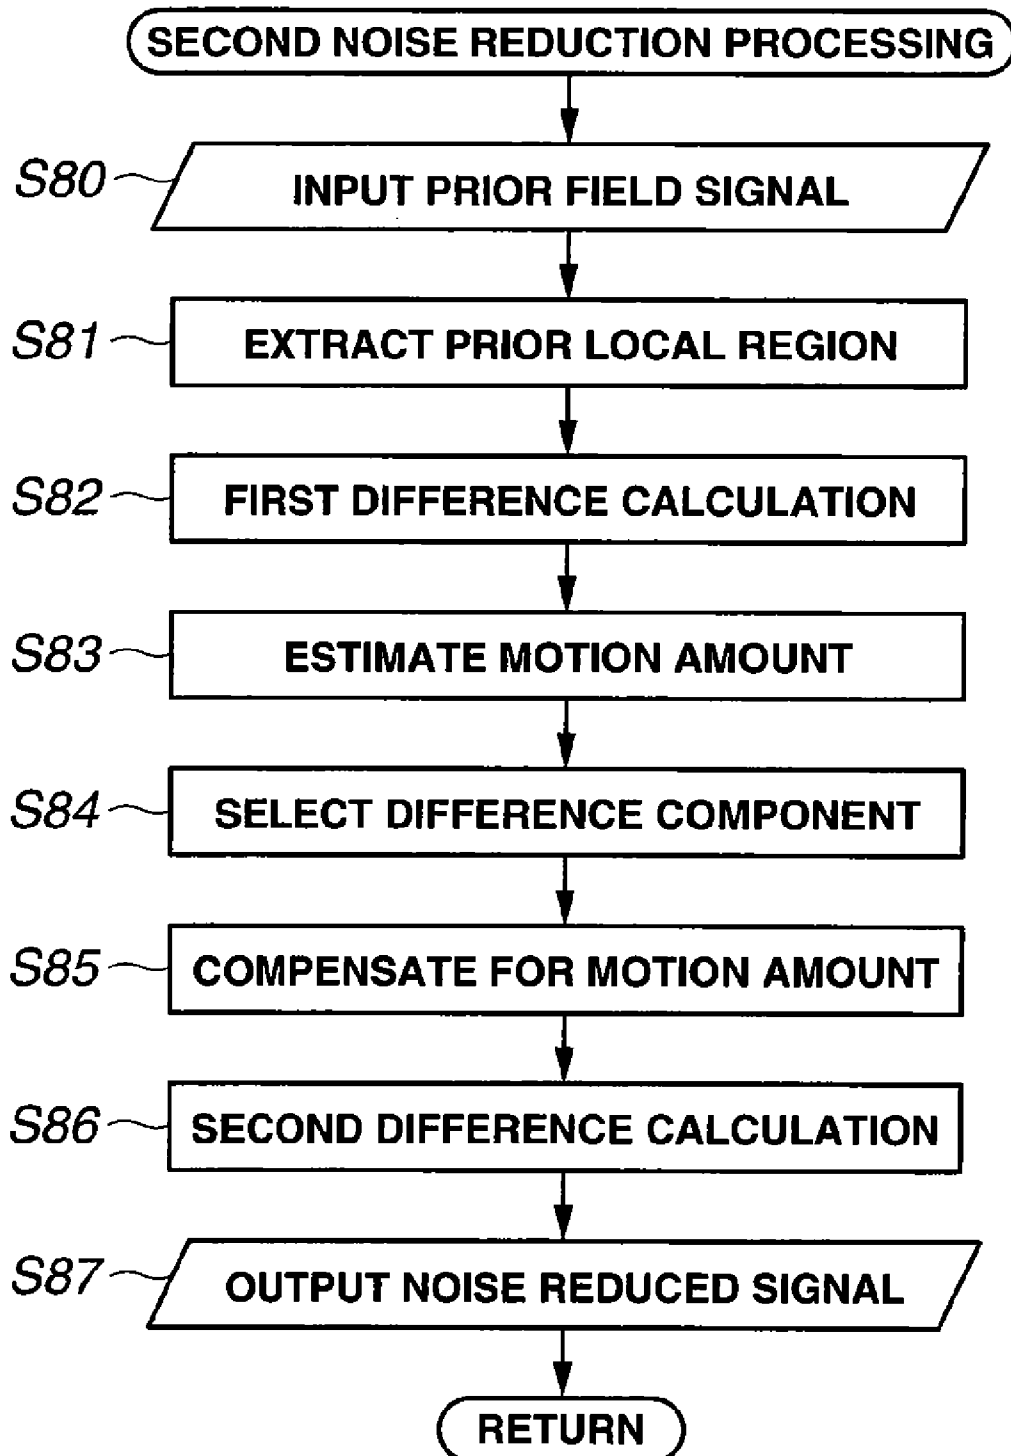 SECOND NOISE REDUCTION PROCESSING
S80 INPUT PRIOR FIELD SIGNAL
S81 EXTRACT PRIOR LOCAL REGION
S82 FIRST DIFFERENCE CALCULATION
S83 ESTIMATE MOTION AMOUNT
S84 SELECT DIFFERENCE COMPONENT
S85 COMPENSATE FOR MOTION AMOUNT
S86 SECOND DIFFERENCE CALCULATION
S87 OUTPUT NOISE REDUCED SIGNAL
RETURN